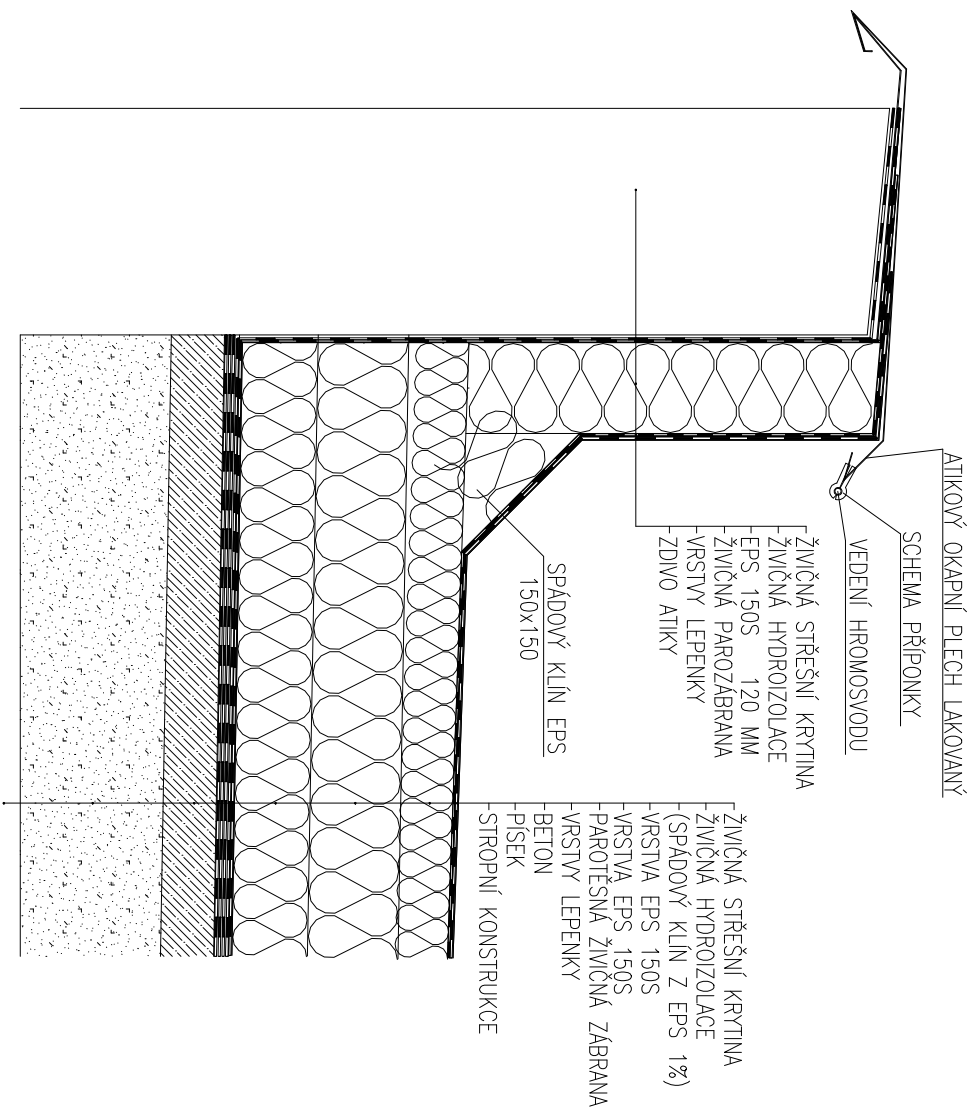 ATIKOVÝ OKAPNÍ PLECH LAKOVANÝ
SCHEMA PŘÍPONKY
VEDENÍ HROMOSVODU
ŽIVIČNÁ STŘEŠNÍ KRYTINA
ŽIVIČNÁ HYDROIZOLACE
EPS 150S 120 MM
ŽIVIČNÁ PAROZÁBRANA
VRSTVY LEPENKY
ZDIVO ATIKY
SPÁDOVÝ KLÍN EPS
150x150
ŽIVIČNÁ STŘEŠNÍ KRYTINA
ŽIVIČNÁ HYDROIZOLACE
(SPÁDOVÝ KLÍN Z EPS 1%)
VRSTVA EPS 150S
VRSTVA EPS 150S
PAROTĚSNÁ ŽIVIČNÁ ZÁBRANA
VRSTVY LEPENKY
BETON
PÍSEK
STROPNÍ KONSTRUKCE